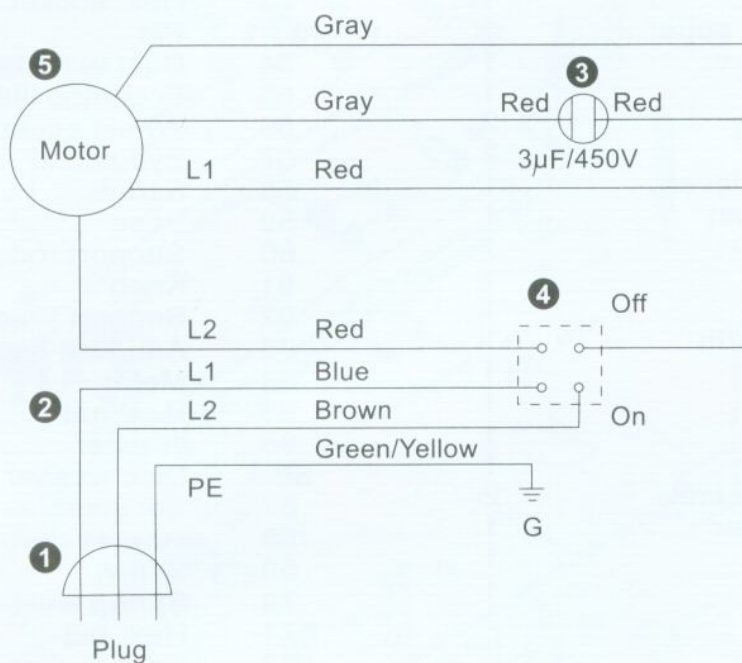 Gray
5
3
Gray
Red
Red
Motor
3µF/450V
L1
Red
4
Off
L2
Red
L1
Blue
2
L2
Brown
On
Green/Yellow
PE
G
1
Plug